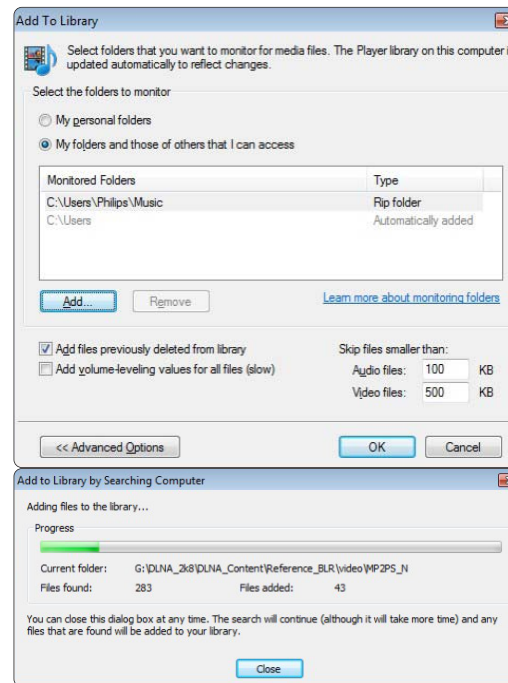 Add To Library
Select folders that you want to monitor for media files. The Player library on this computer
updated automatically to reflect changes.
Select the folders to monitor
My personal folders
My folders and those of others that I can access
Monitored Folders Type
C:\Users\Philips\Music Rip folder
C:\Users Automatically added
Add... Remove Learn more about monitoring folders
Add files previously deleted from library Skip files smaller than:
Add volume-leveling values for all files (slow) Audio files: 100 KB
Video files: 500 KB
<< Advanced Options OK Cancel
Add to Library by Searching Computer
Adding files to the library...
Progress
Current folder: G:\DLNA_2k8\DLNA_Content\Reference_BLR\video\MP2PS_N
Files found: 283 Files added: 43
You can close this dialog box at any time. The search will continue (although it will take more time) and any
files that are found will be added to your library.
Close